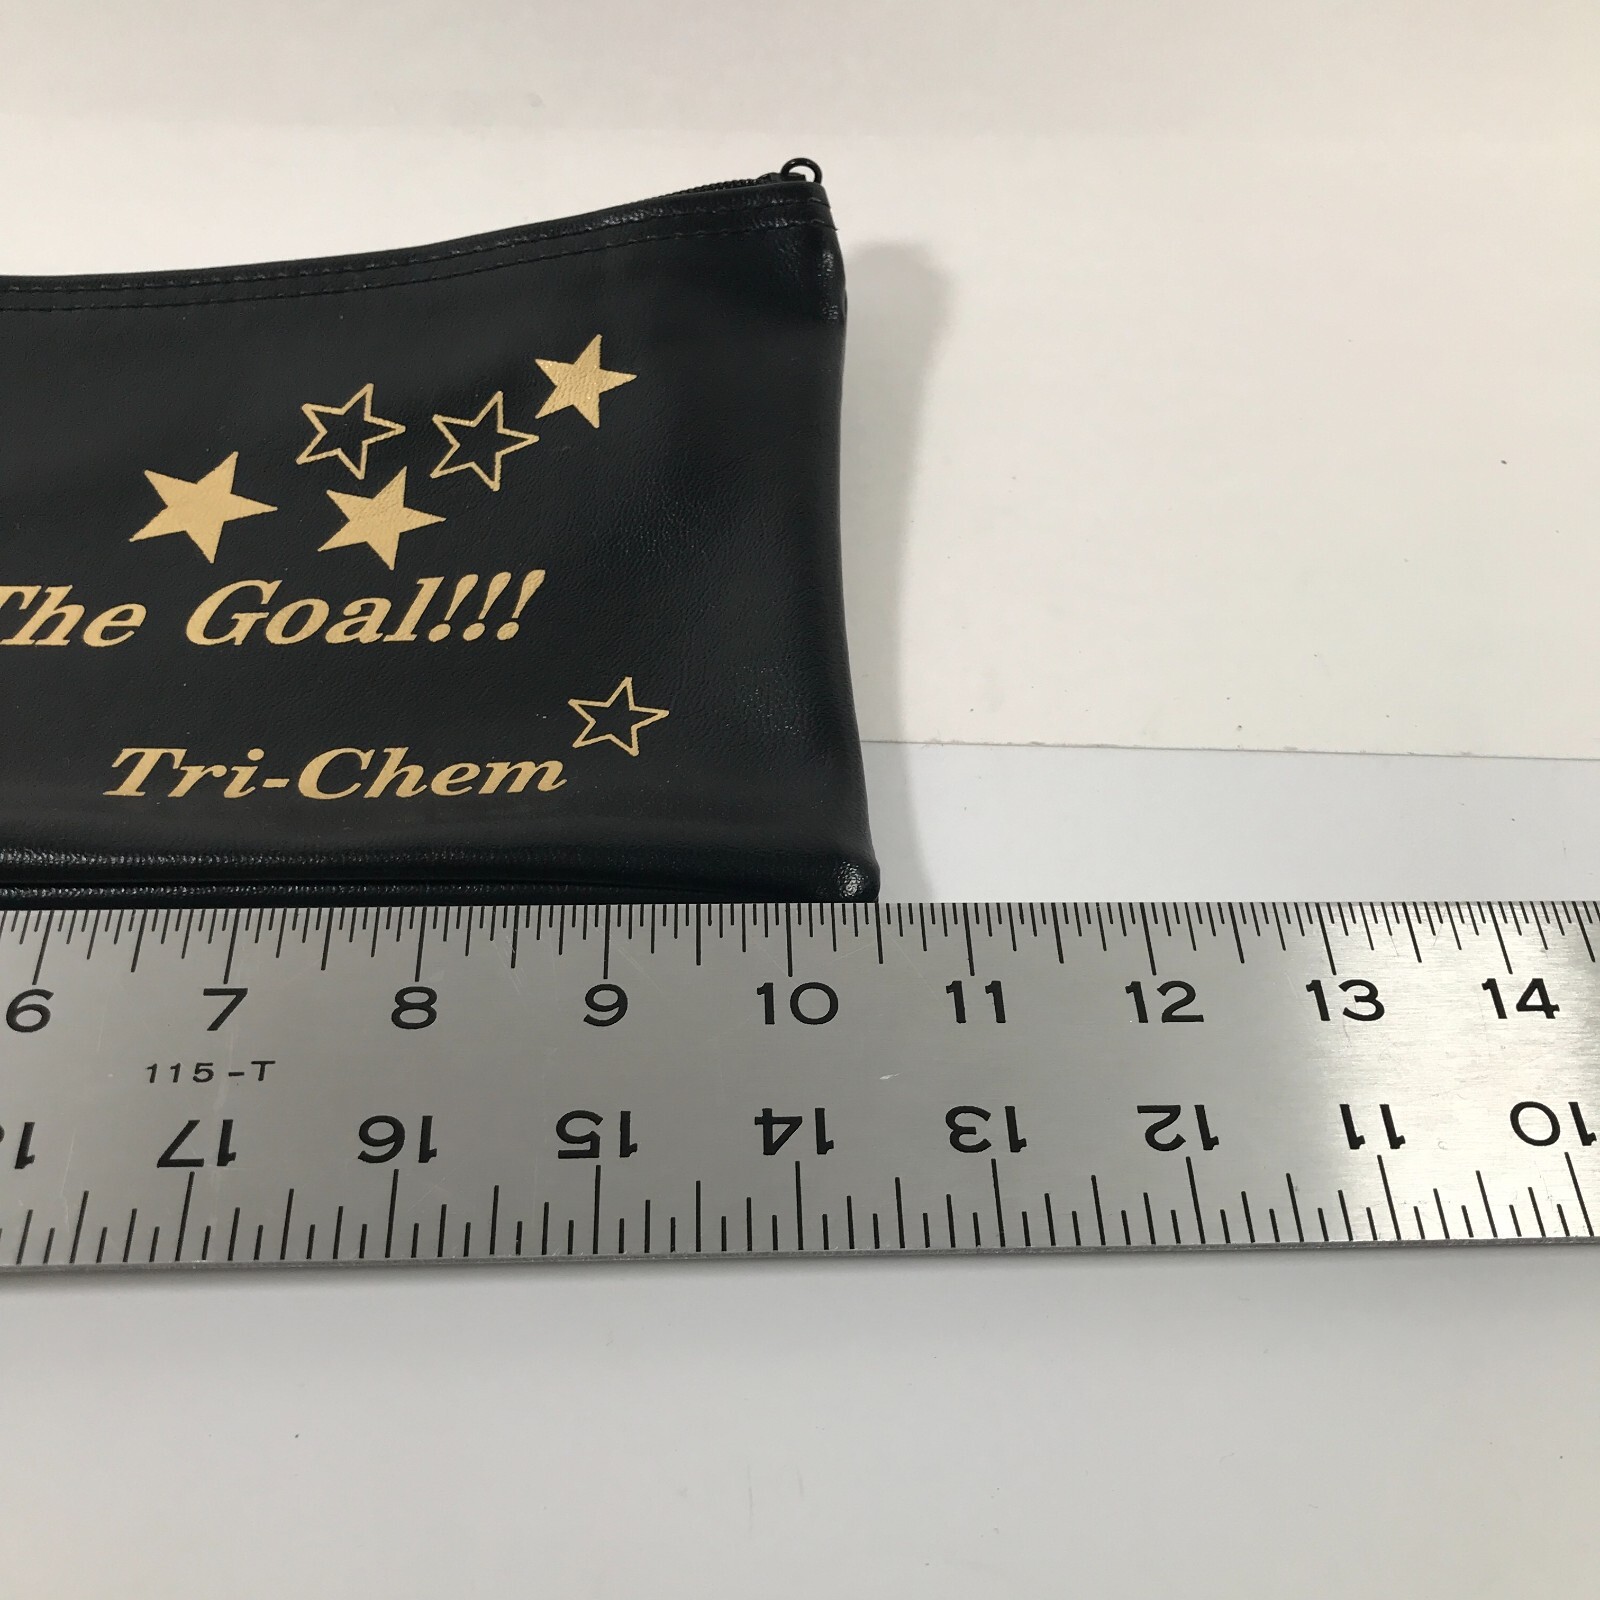 The Goal!!!
Tri-Chem
6 7 8 9 10 11 12 13 14
115-T
17 16 15 14 13 12 11 10